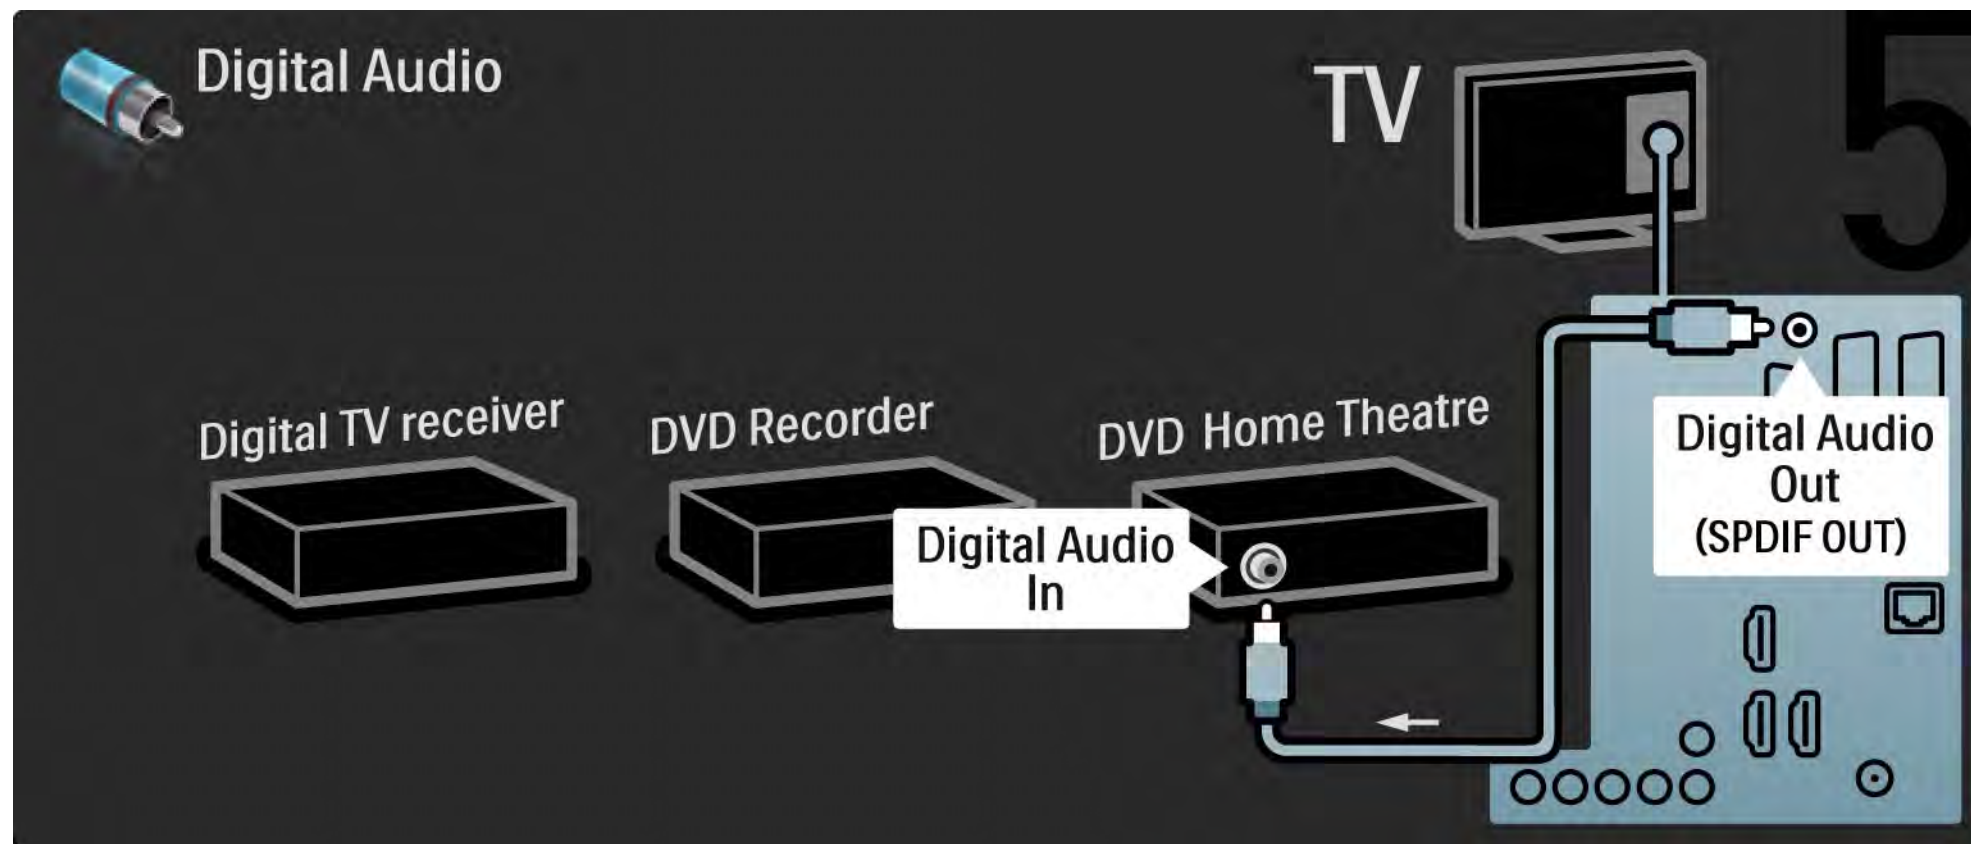 Digital Audio
TV
5
Digital TV receiver
DVD Recorder
DVD Home Theatre
Digital Audio
In
Digital Audio
Out
(SPDIF OUT)